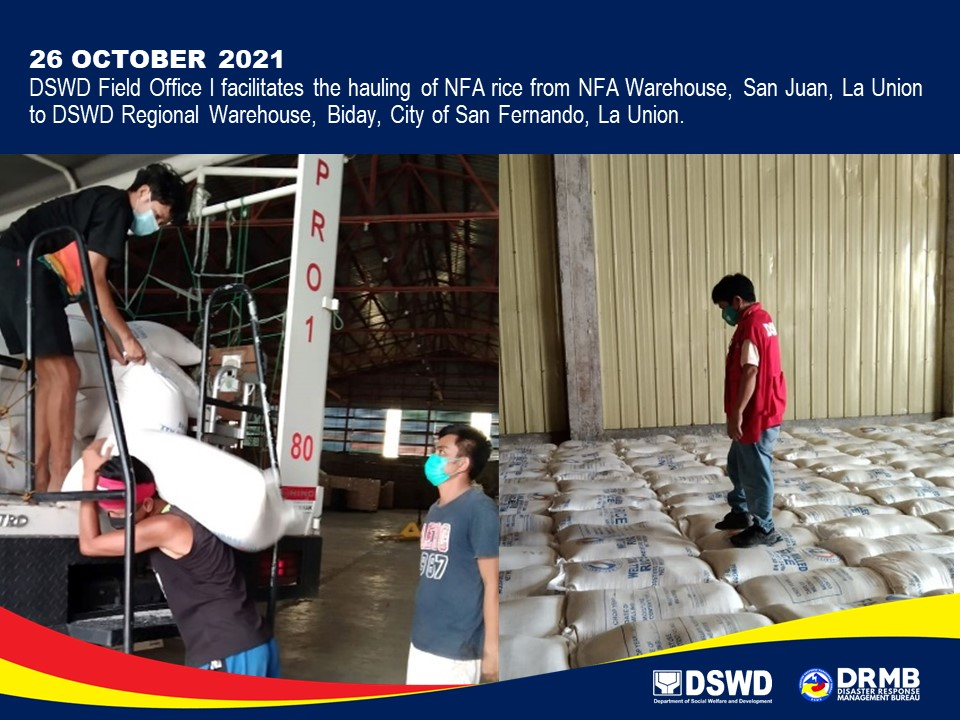 26 OCTOBER 2021
DSWD Field Office I facilitates the hauling of NFA rice from NFA Warehouse, San Juan, La Union
to DSWD Regional Warehouse, Biday, City of San Fernando, La Union.
PRO1
80
DSWD
Department of Social Welfare and Development
DRMB
DISASTER RESPONSE
MANAGEMENT BUREAU